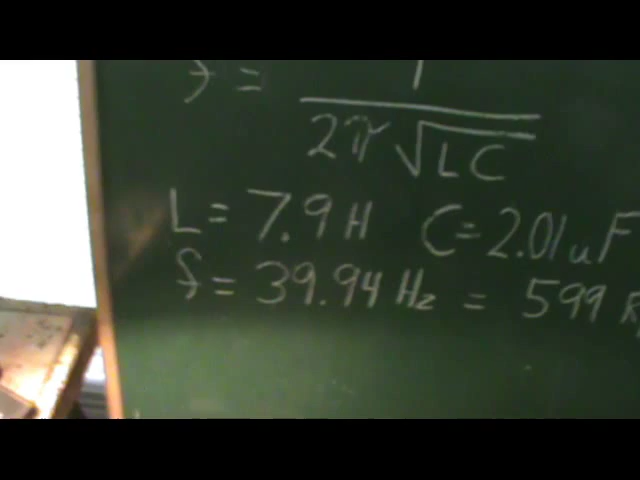 f = 1
2π√LC
L = 7.9 H C = 2.01 uF
f = 39.94 Hz = 599